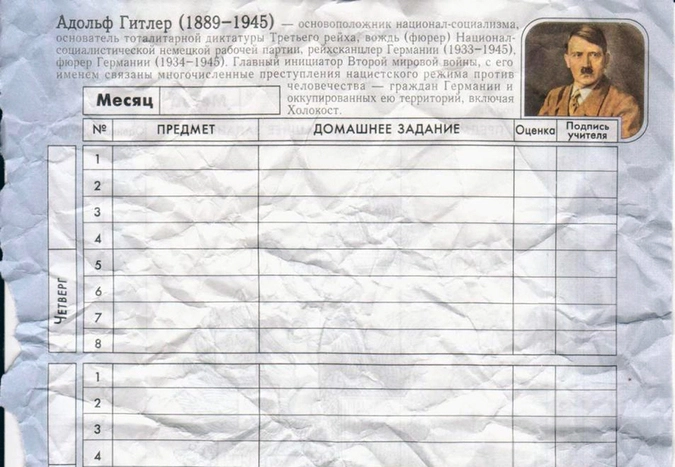 Адольф Гитлер (1889–1945) — основоположник национал-социализма,
основатель тоталитарной диктатуры Третьего рейха, вождь (фюрер) Национал-
социалистической немецкой рабочей партии, рейхсканцлер Германии (1933–1945),
фюрер Германии (1934–1945). Главный инициатор Второй мировой войны, с его
именем связаны многочисленные преступления нацистского режима против
человечества — граждан Германии и
оккупированных ею территорий, включая
Холокост.
Месяц
№ ПРЕДМЕТ ДОМАШНЕЕ ЗАДАНИЕ Оценка Подпись учителя
1
2
3
4
ЧЕТВЕРГ
5
6
7
8
1
2
3
4